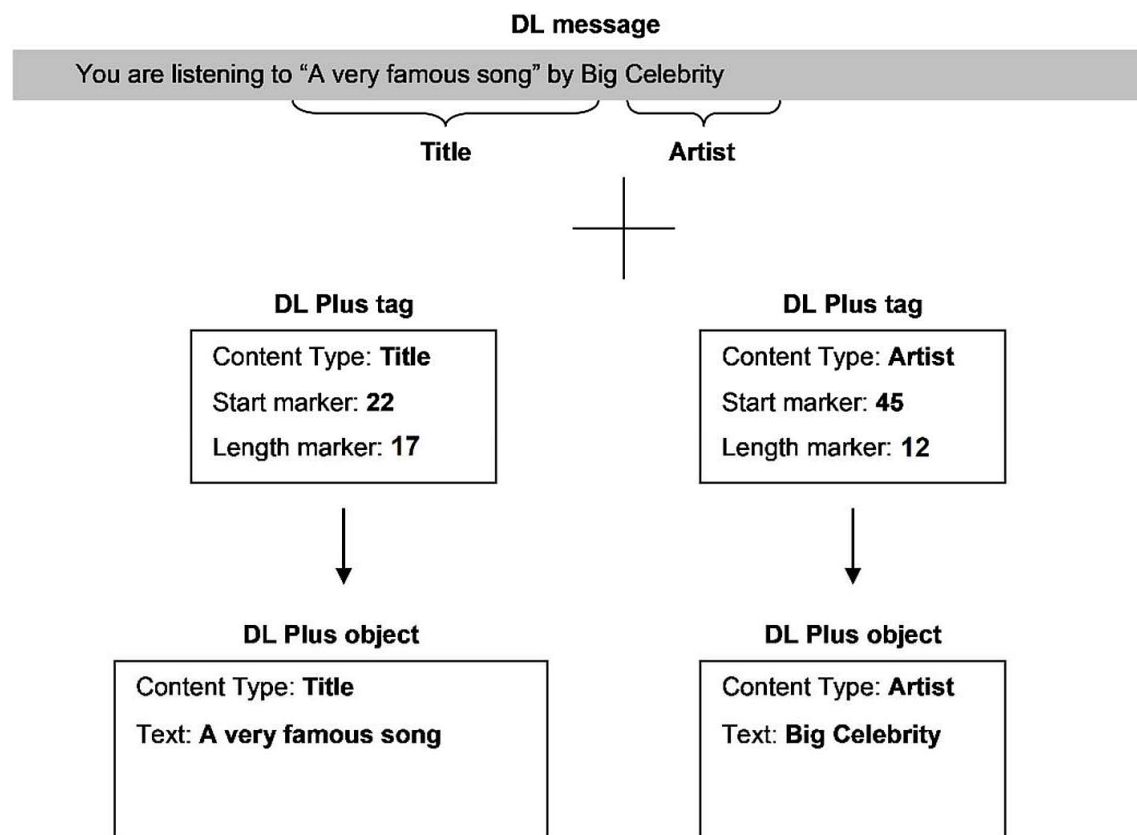 DL message
You are listening to “A very famous song” by Big Celebrity
Title Artist
DL Plus tag DL Plus tag
Content Type: Title
Start marker: 22
Length marker: 17
Content Type: Artist
Start marker: 45
Length marker: 12
DL Plus object DL Plus object
Content Type: Title
Text: A very famous song
Content Type: Artist
Text: Big Celebrity